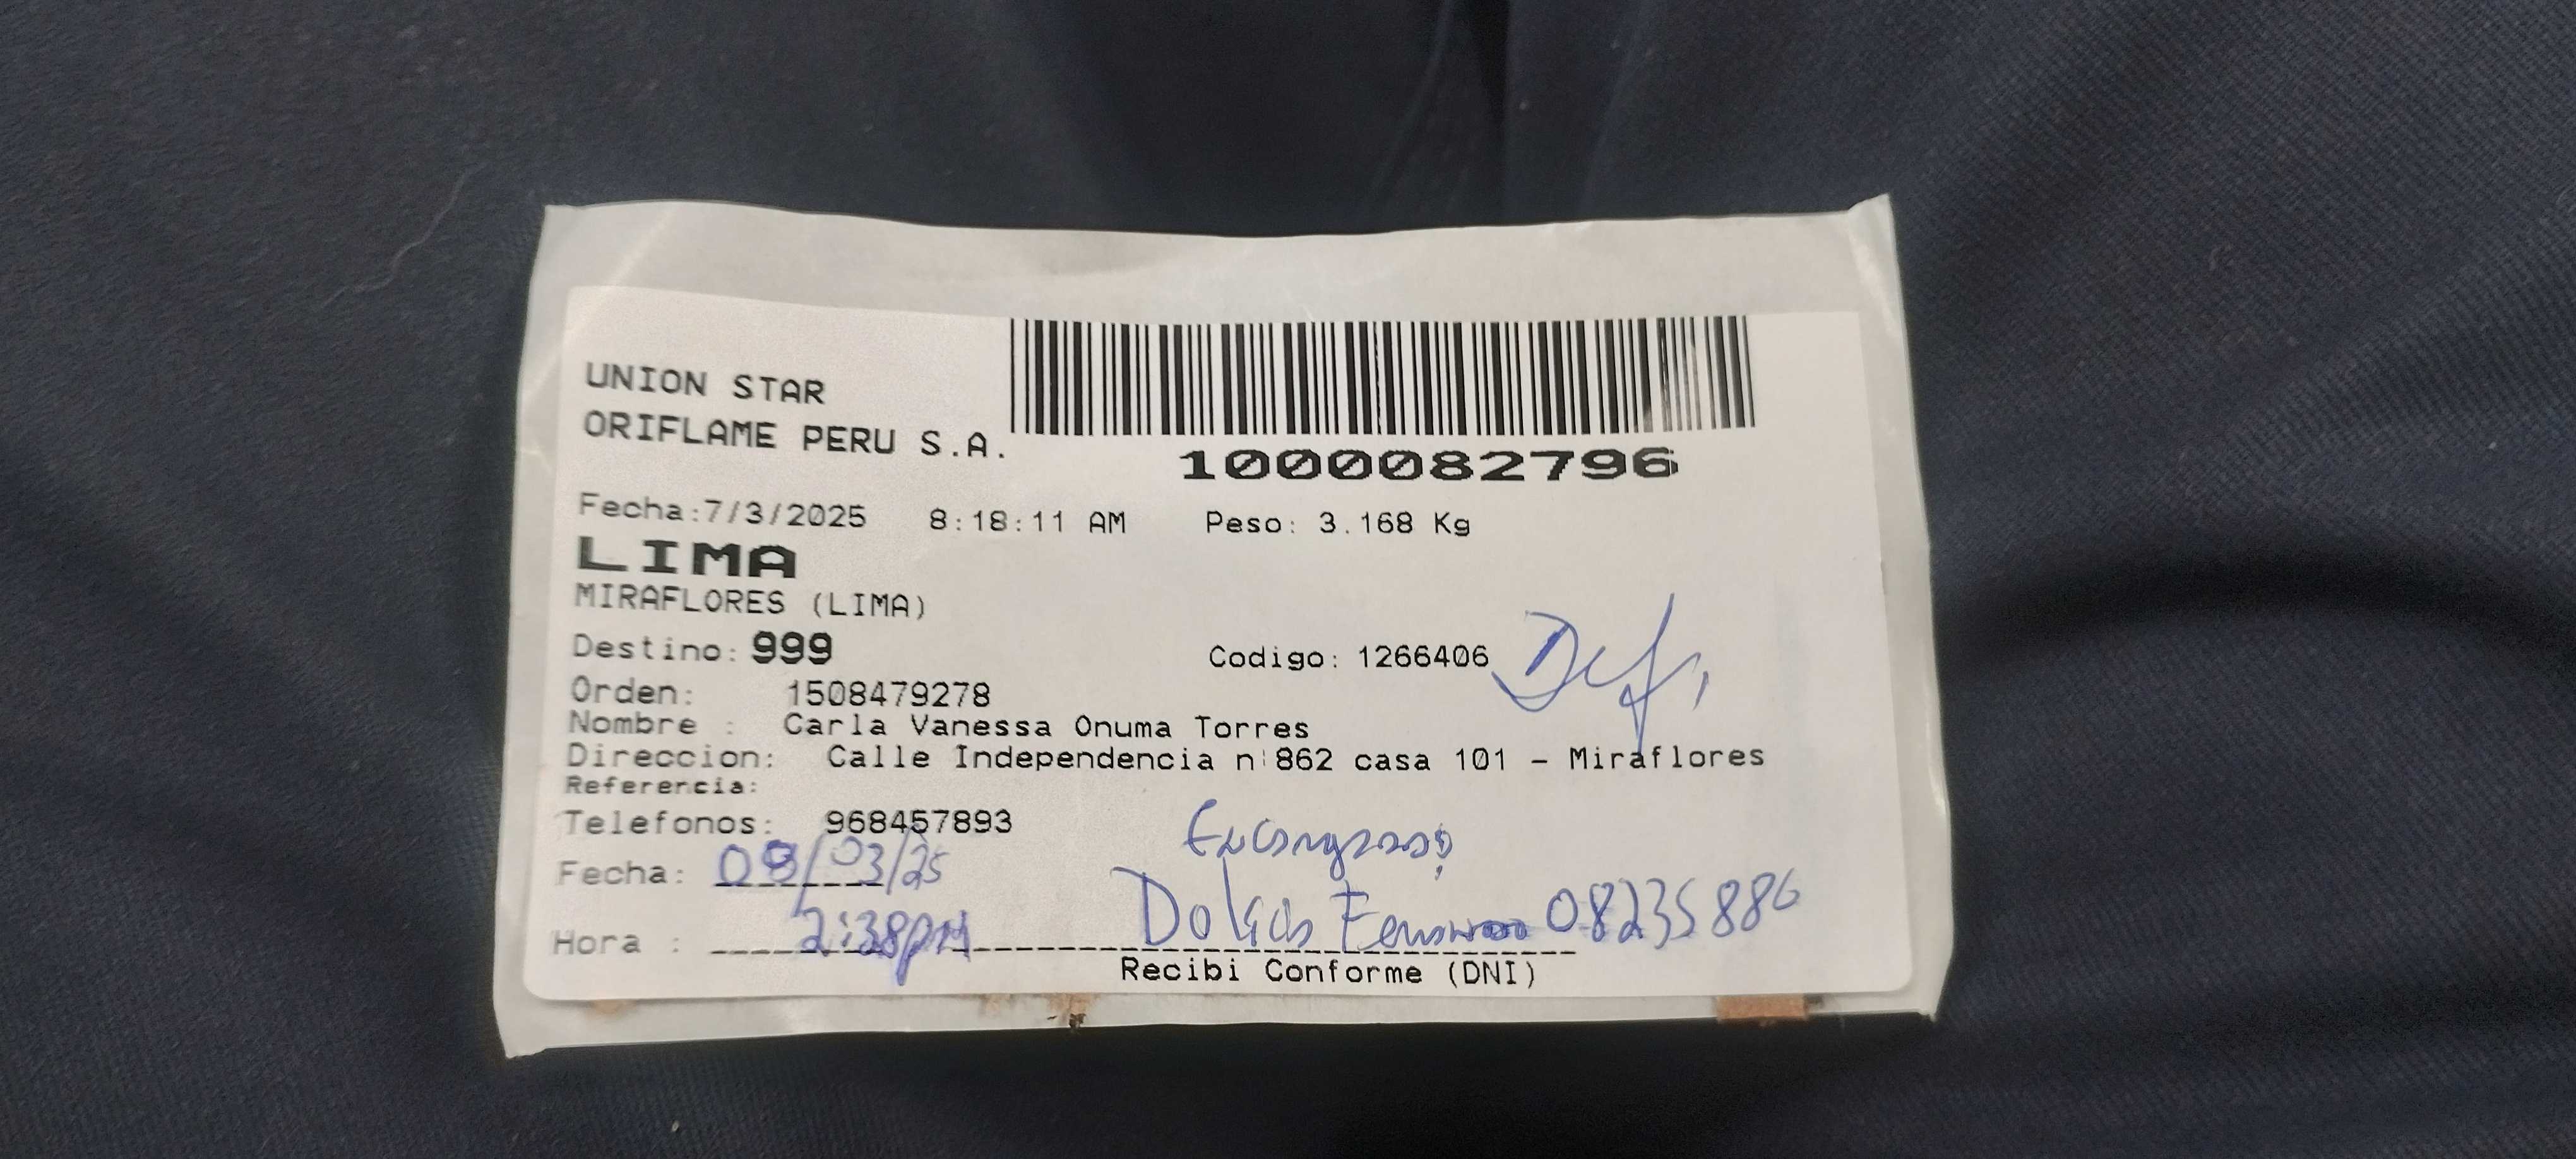 UNION STAR
ORIFLAME PERU S.A.
1000082796
Fecha:7/3/2025 8:18:11 AM Peso: 3.168 Kg
LIMA
MIRAFLORES (LIMA)
Destino: 999 Codigo: 1266406
Orden: 1508479278
Nombre : Carla Vanessa Onuma Torres
Direccion: Calle Independencia n 862 casa 101 - Miraflores
Referencia:
Telefonos: 968457893
Fecha: 08/03/25
08235886
Hora : 2:38pm
Recibi Conforme (DNI)